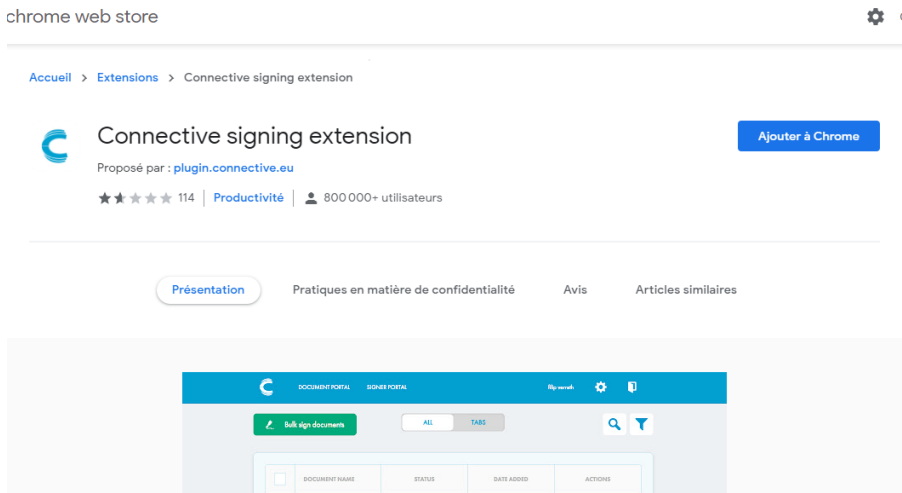 chrome web store
Accueil > Extensions > Connective signing extension
Connective signing extension
Ajouter à Chrome
Proposé par : plugin.connective.eu
114 | Productivité | 800 000+ utilisateurs
Présentation Pratiques en matière de confidentialité Avis Articles similaires
DOCUMENT PORTAL SIGNER PORTAL
Bulk sign documents ALL TABS
DOCUMENT NAME STATUS DATE ADDED ACTIONS